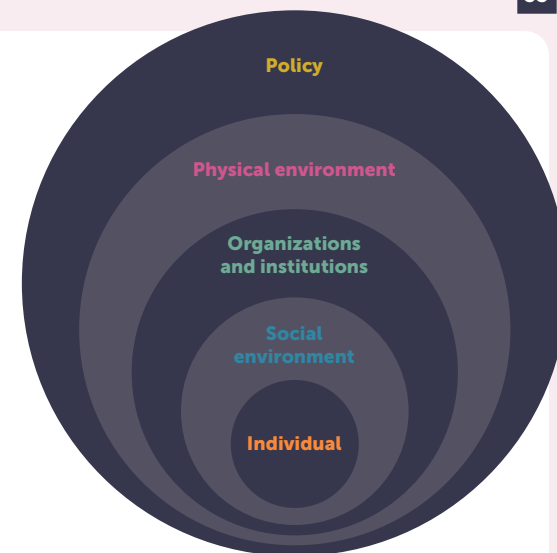 Policy
Physical environment
Organizations
and institutions
Social
environment
Individual